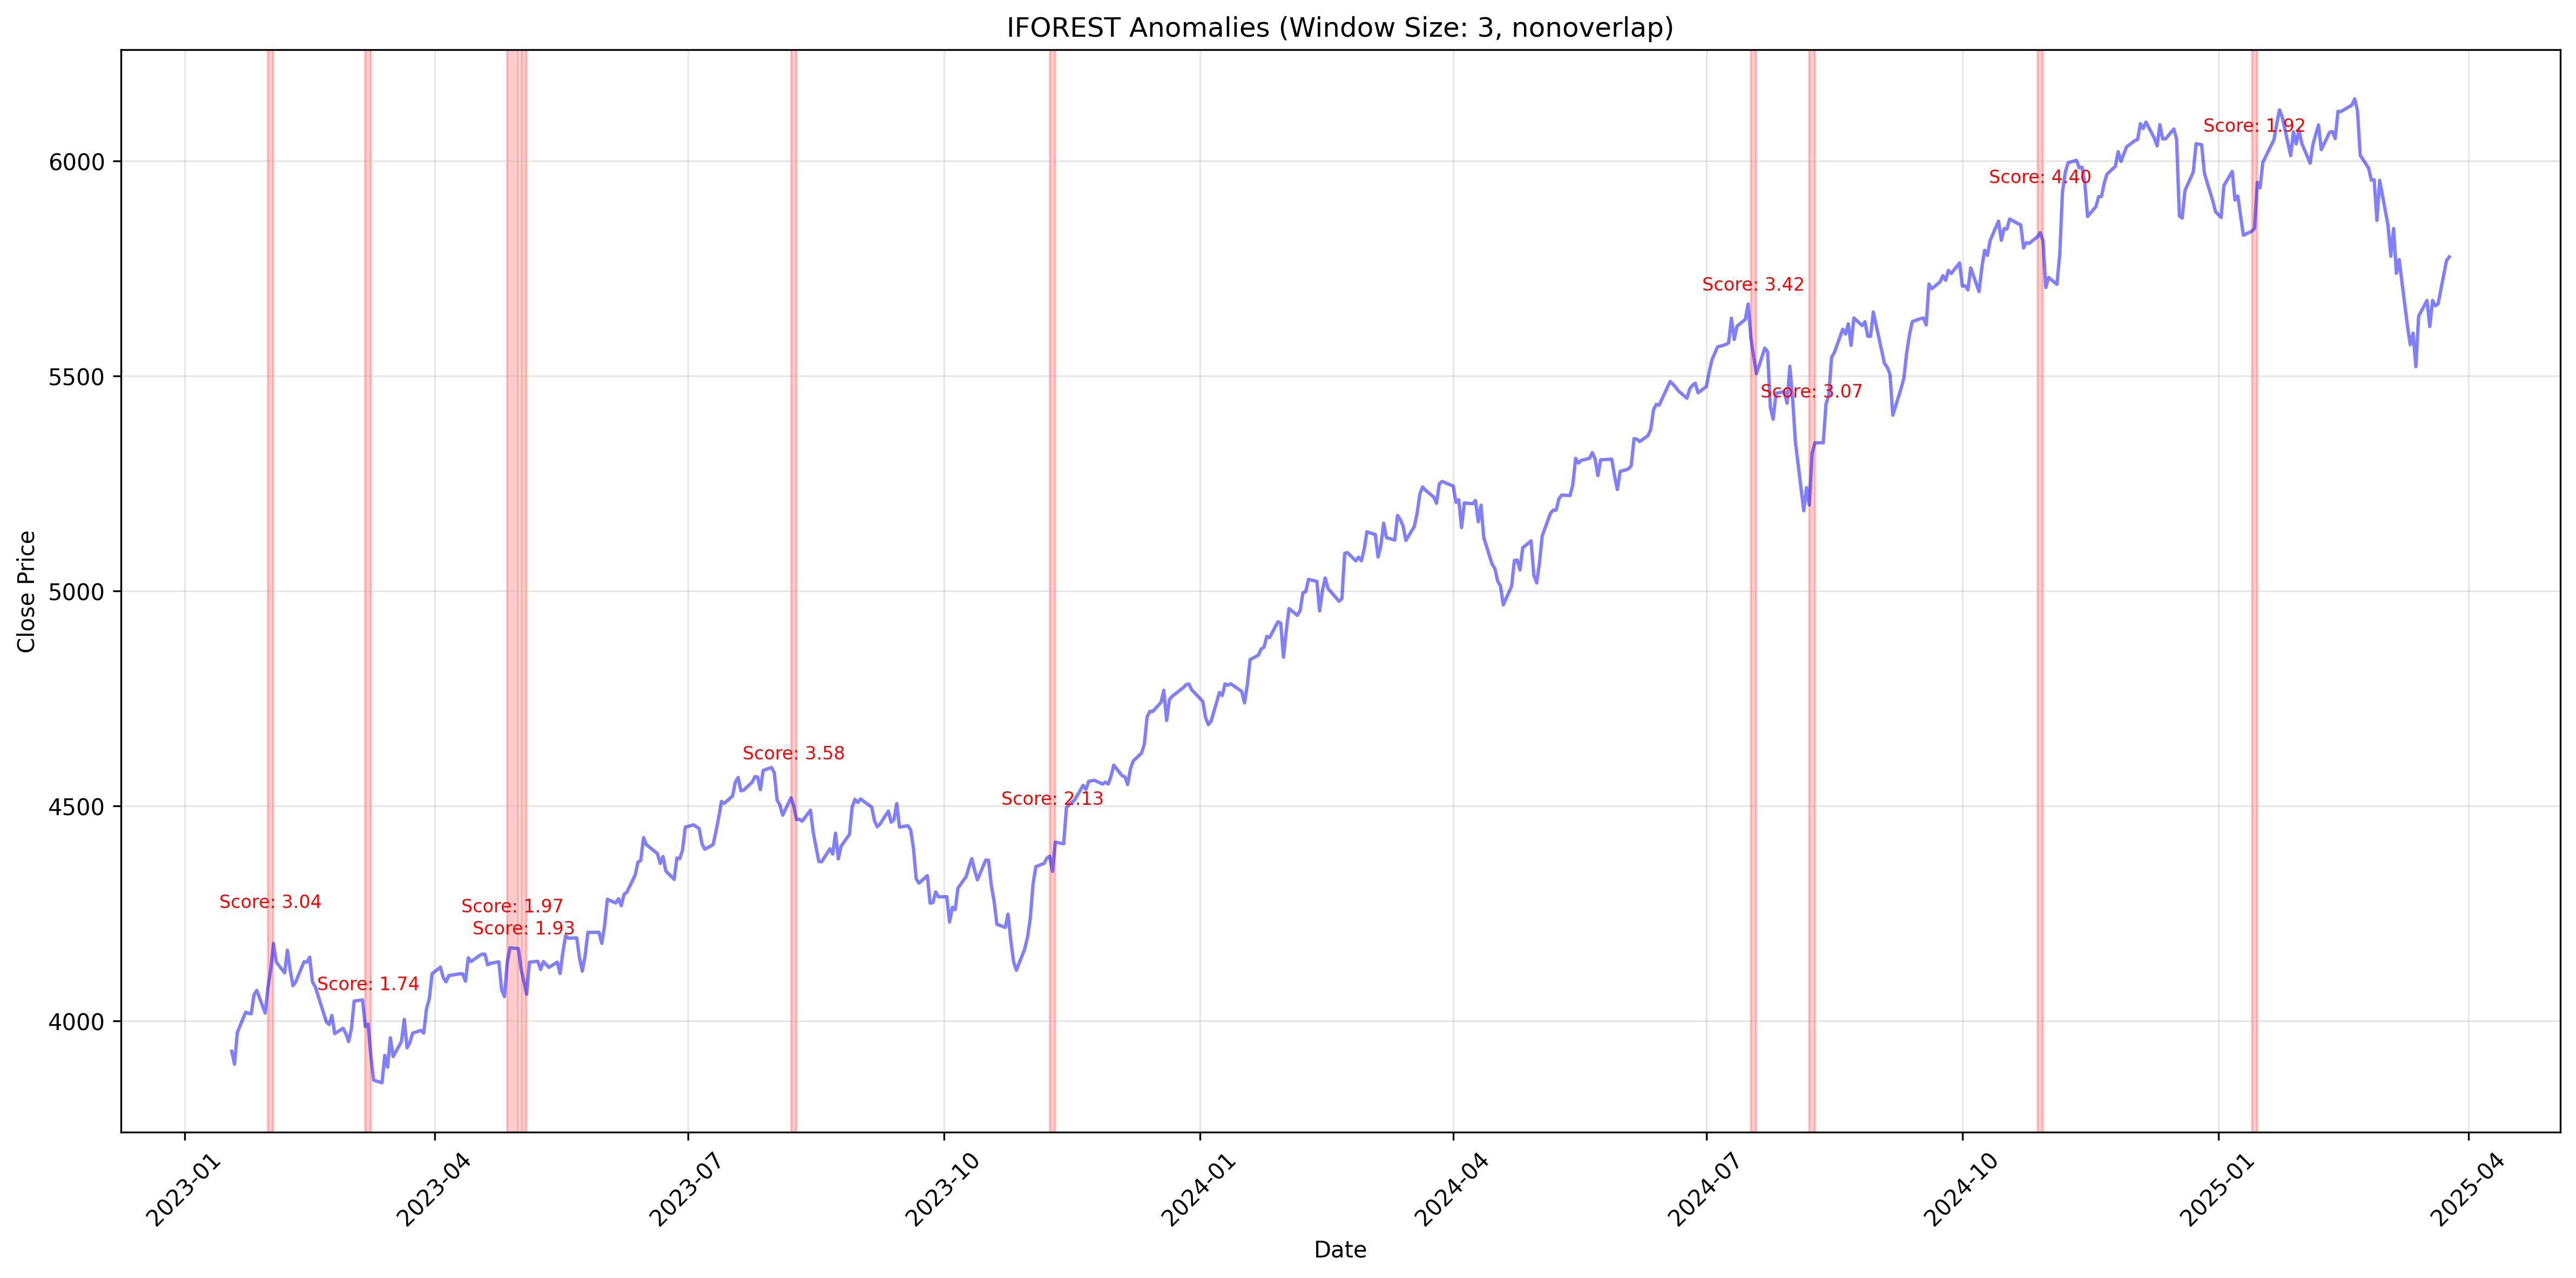 IFOREST Anomalies (Window Size: 3, nonoverlap)
Close Price
6000
5500
5000
4500
4000
Score: 3.04
Score: 1.74
Score: 1.97
Score: 1.93
Score: 3.58
Score: 2.13
Score: 3.42
Score: 3.07
Score: 4.40
Score: 1.92
2023-01
2023-04
2023-07
2023-10
2024-01
2024-04
2024-07
2024-10
2025-01
2025-04
Date